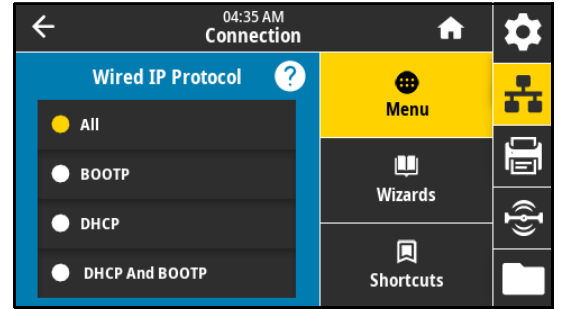 04:35 AM
Connection
Wired IP Protocol
?
All
BOOTP
DHCP
DHCP And BOOTP
Menu
Wizards
Shortcuts